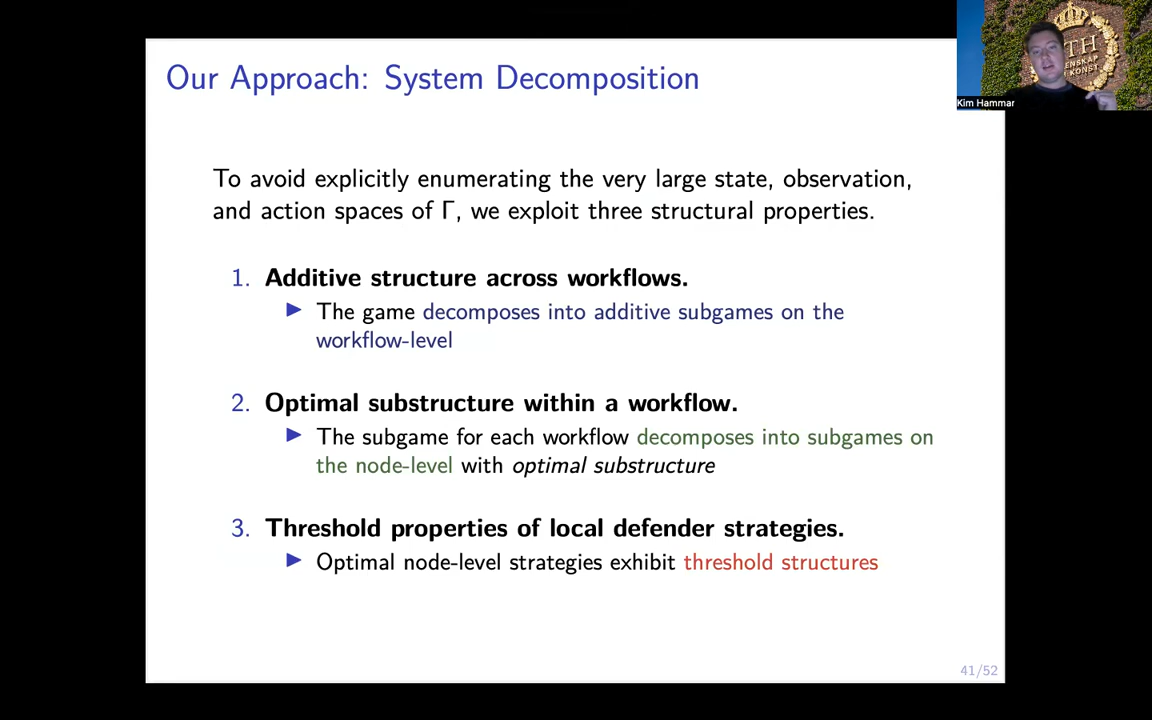 Our Approach: System Decomposition
To avoid explicitly enumerating the very large state, observation,
and action spaces of Γ, we exploit three structural properties.
1. Additive structure across workflows.
▶ The game decomposes into additive subgames on the
workflow-level
2. Optimal substructure within a workflow.
▶ The subgame for each workflow decomposes into subgames on
the node-level with optimal substructure
3. Threshold properties of local defender strategies.
▶ Optimal node-level strategies exhibit threshold structures
41/52
TH
ENSKAP
KONST
Kim Hammar